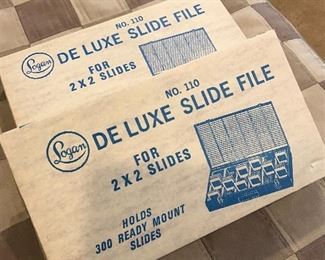 Logan
NO. 110
DE LUXE SLIDE FILE
FOR
2 X 2 SLIDES
Logan
NO. 110
DE LUXE SLIDE FILE
FOR
2 X 2 SLIDES
HOLDS
300 READY MOUNT
SLIDES